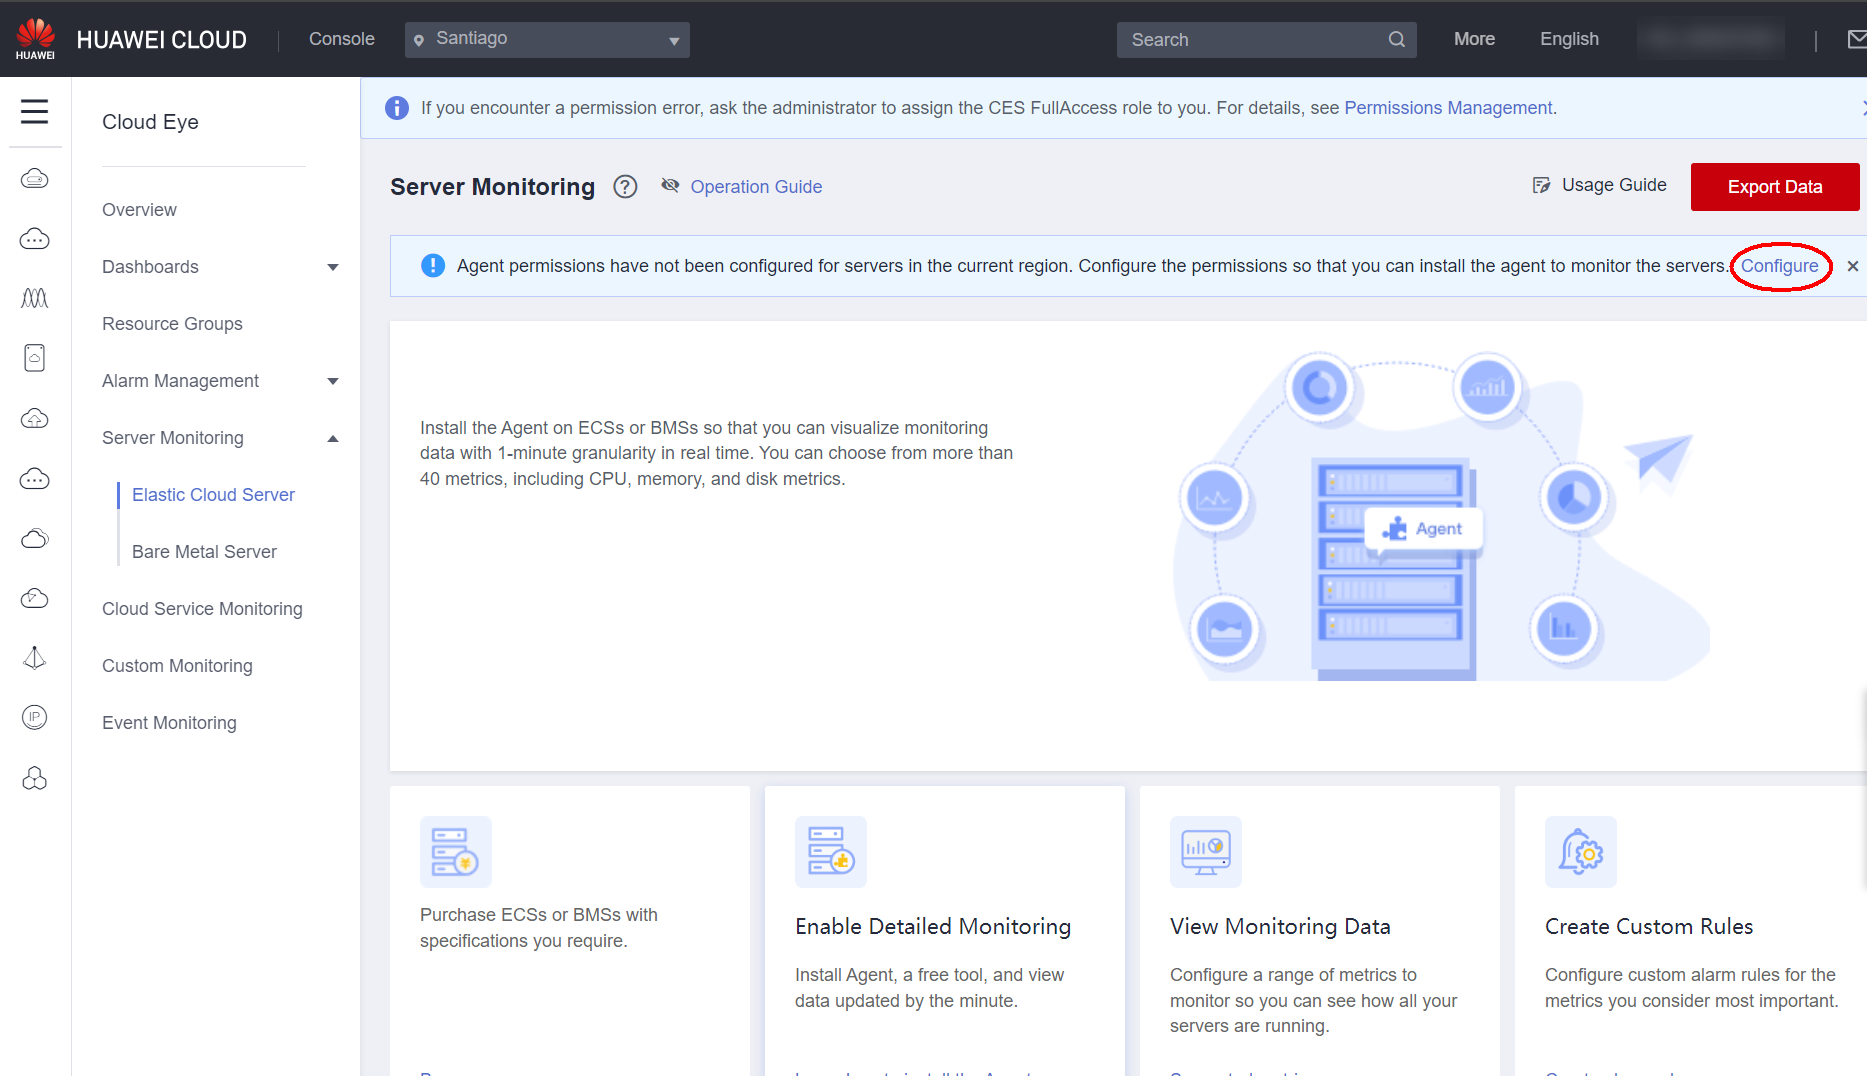 HUAWEI
HUAWEI CLOUD
Console
Santiago
Search
More
English
Cloud Eye
Overview
Dashboards
Resource Groups
Alarm Management
Server Monitoring
Elastic Cloud Server
Bare Metal Server
Cloud Service Monitoring
Custom Monitoring
Event Monitoring
IP
If you encounter a permission error, ask the administrator to assign the CES FullAccess role to you. For details, see Permissions Management.
Server Monitoring
Operation Guide
Usage Guide
Export Data
Agent permissions have not been configured for servers in the current region. Configure the permissions so that you can install the agent to monitor the servers. Configure
Install the Agent on ECSs or BMSs so that you can visualize monitoring
data with 1-minute granularity in real time. You can choose from more than
40 metrics, including CPU, memory, and disk metrics.
Agent
Purchase ECSs or BMSs with
specifications you require.
Enable Detailed Monitoring
Install Agent, a free tool, and view
data updated by the minute.
View Monitoring Data
Configure a range of metrics to
monitor so you can see how all your
servers are running.
Create Custom Rules
Configure custom alarm rules for the
metrics you consider most important.